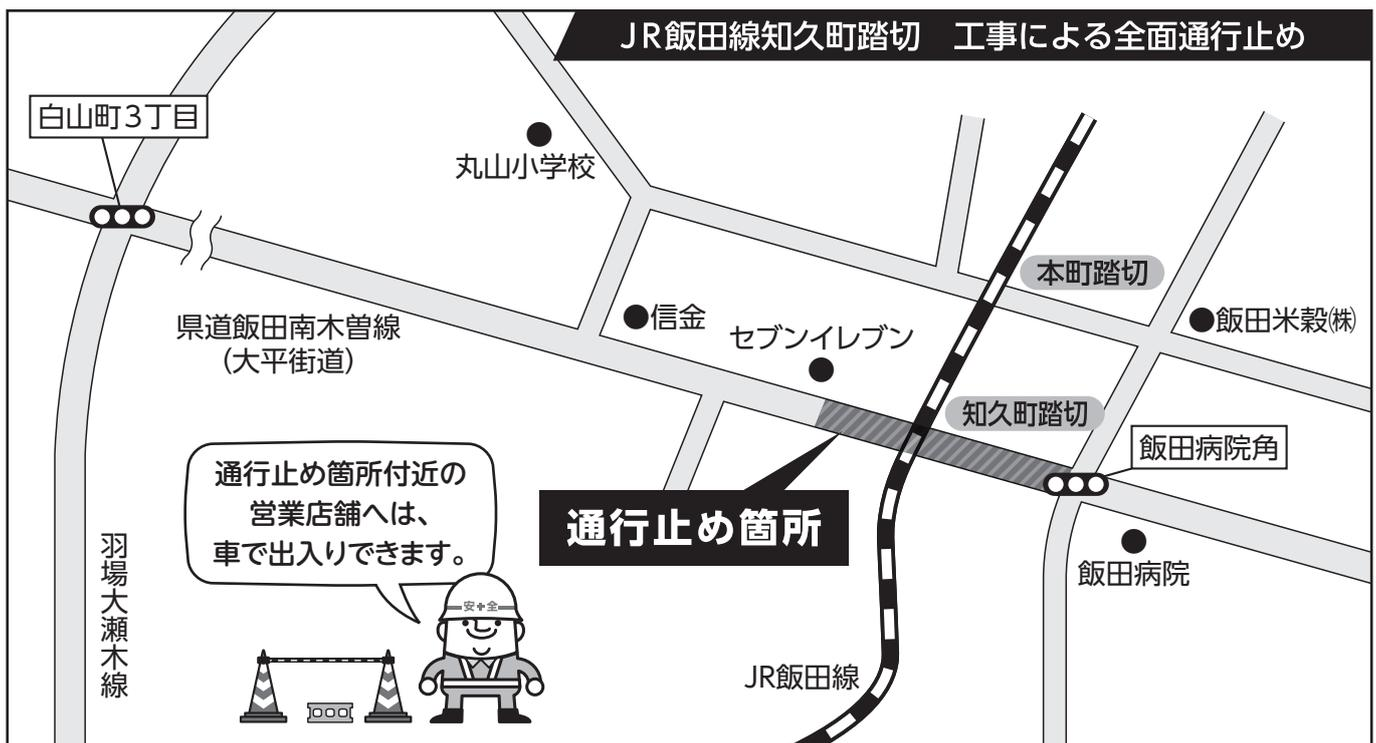 JR飯田線知久町踏切　工事による全面通行止め
白山町3丁目
丸山小学校
本町踏切
信金
飯田米穀㈱
県道飯田南木曽線
(大平街道)
セブンイレブン
知久町踏切
飯田病院角
通行止め箇所付近の
営業店舗へは、
車で出入りできます。
通行止め箇所
飯田病院
羽場大瀬木線
安全
JR飯田線